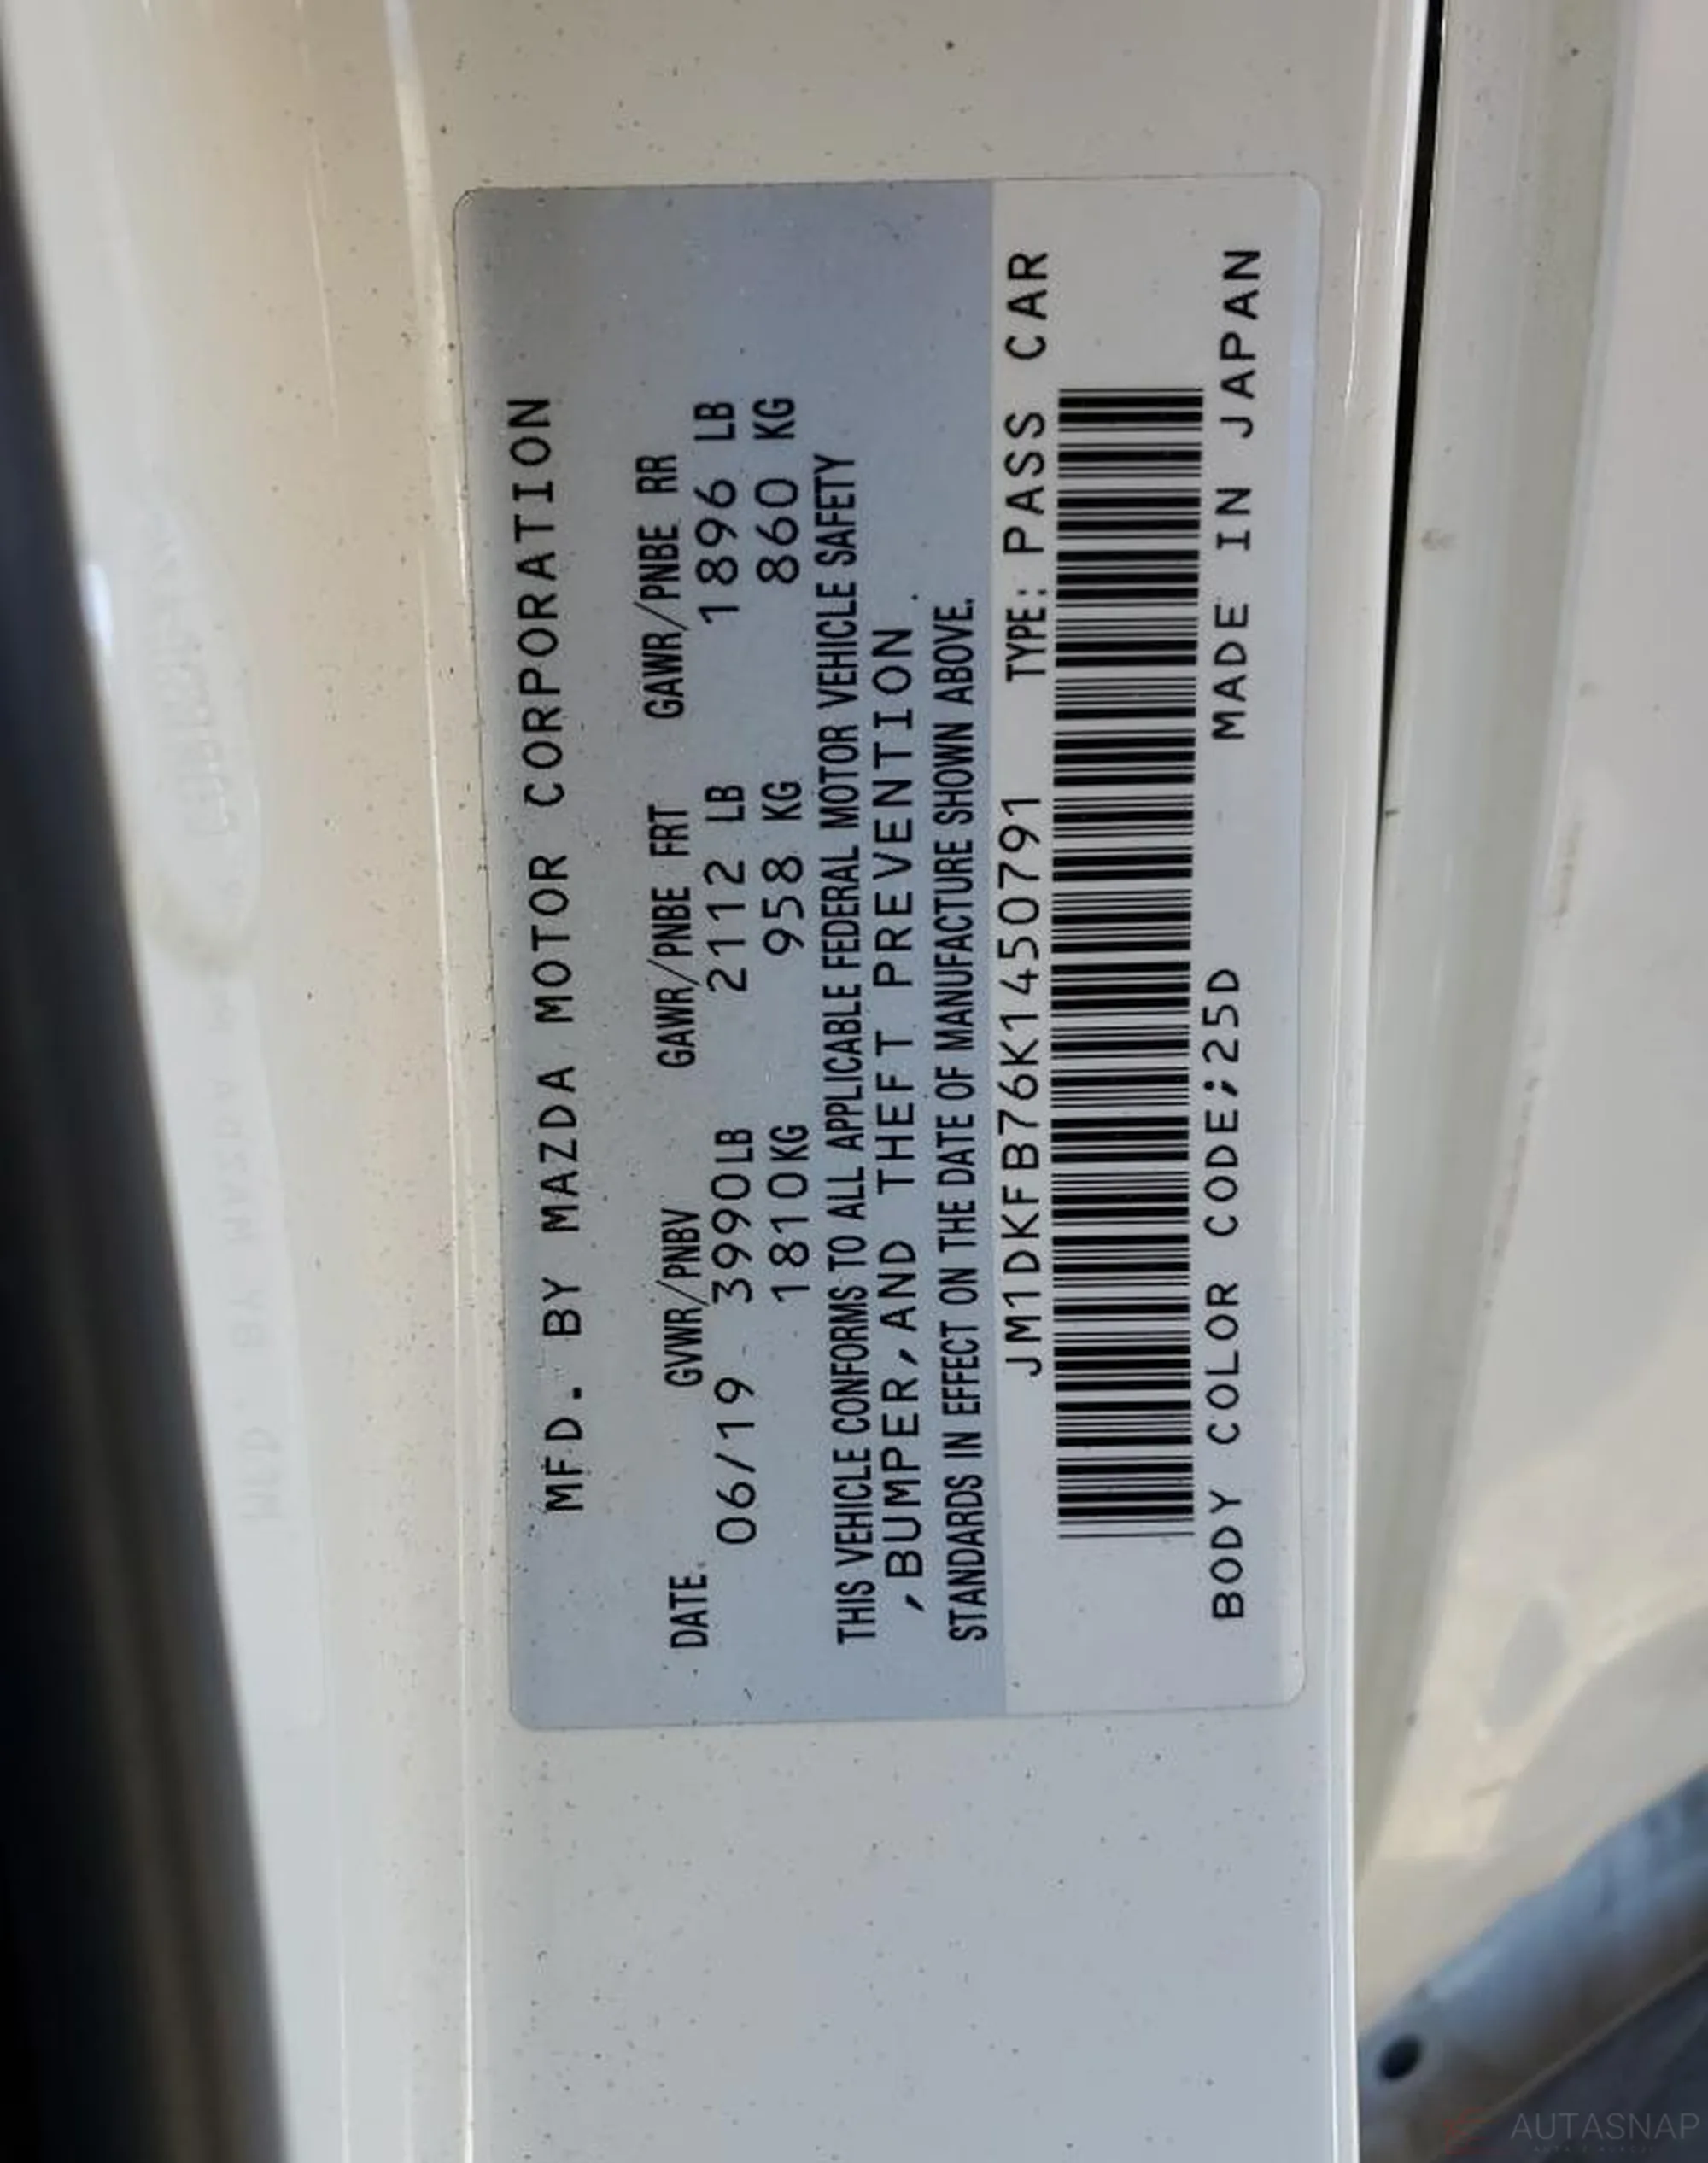 MFD. BY MAZDA MOTOR CORPORATION
DATE. GVWR/PNBV GAWR/PNBE FRT GAWR/PNBE RR
06/19 3990LB 2112 LB 1896 LB
1810KG 958 KG 860 KG
THIS VEHICLE CONFORMS TO ALL APPLICABLE FEDERAL MOTOR VEHICLE SAFETY
,BUMPER,AND THEFT PREVENTION.
STANDARDS IN EFFECT ON THE DATE OF MANUFACTURE SHOWN ABOVE.
JM1DKFB76K1450791 TYPE: PASS CAR
BODY COLOR CODE;25D MADE IN JAPAN
AUTASNAP